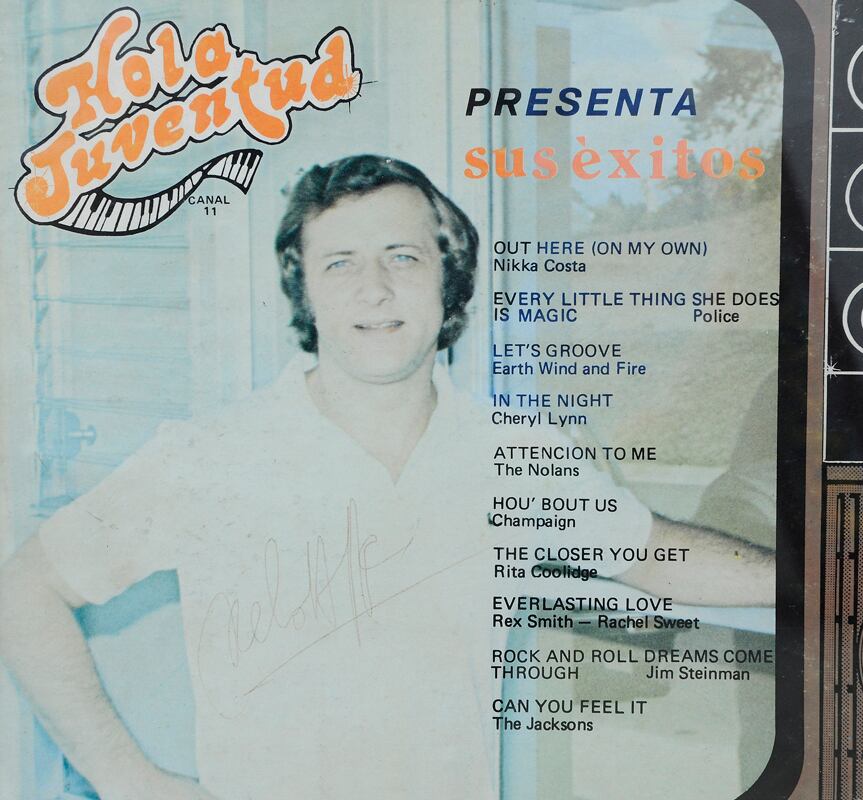 Hola
Juventud
CANAL
11
PRESENTA
sus èxitos
OUT HERE (ON MY OWN)
Nikka Costa
EVERY LITTLE THING SHE DOES
IS MAGIC Police
LET'S GROOVE
Earth Wind and Fire
IN THE NIGHT
Cheryl Lynn
ATTENCION TO ME
The Nolans
HOU' BOUT US
Champaign
THE CLOSER YOU GET
Rita Coolidge
EVERLASTING LOVE
Rex Smith — Rachel Sweet
ROCK AND ROLL DREAMS COME
THROUGH Jim Steinman
CAN YOU FEEL IT
The Jacksons